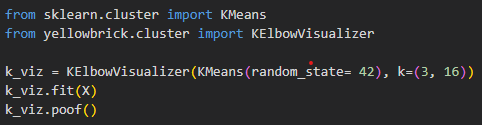 from sklearn.cluster import KMeans
from yellowbrick.cluster import KElbowVisualizer
k_viz = KElbowVisualizer(KMeans(random_state= 42), k=(3, 16))
k_viz.fit(X)
k_viz.poof()